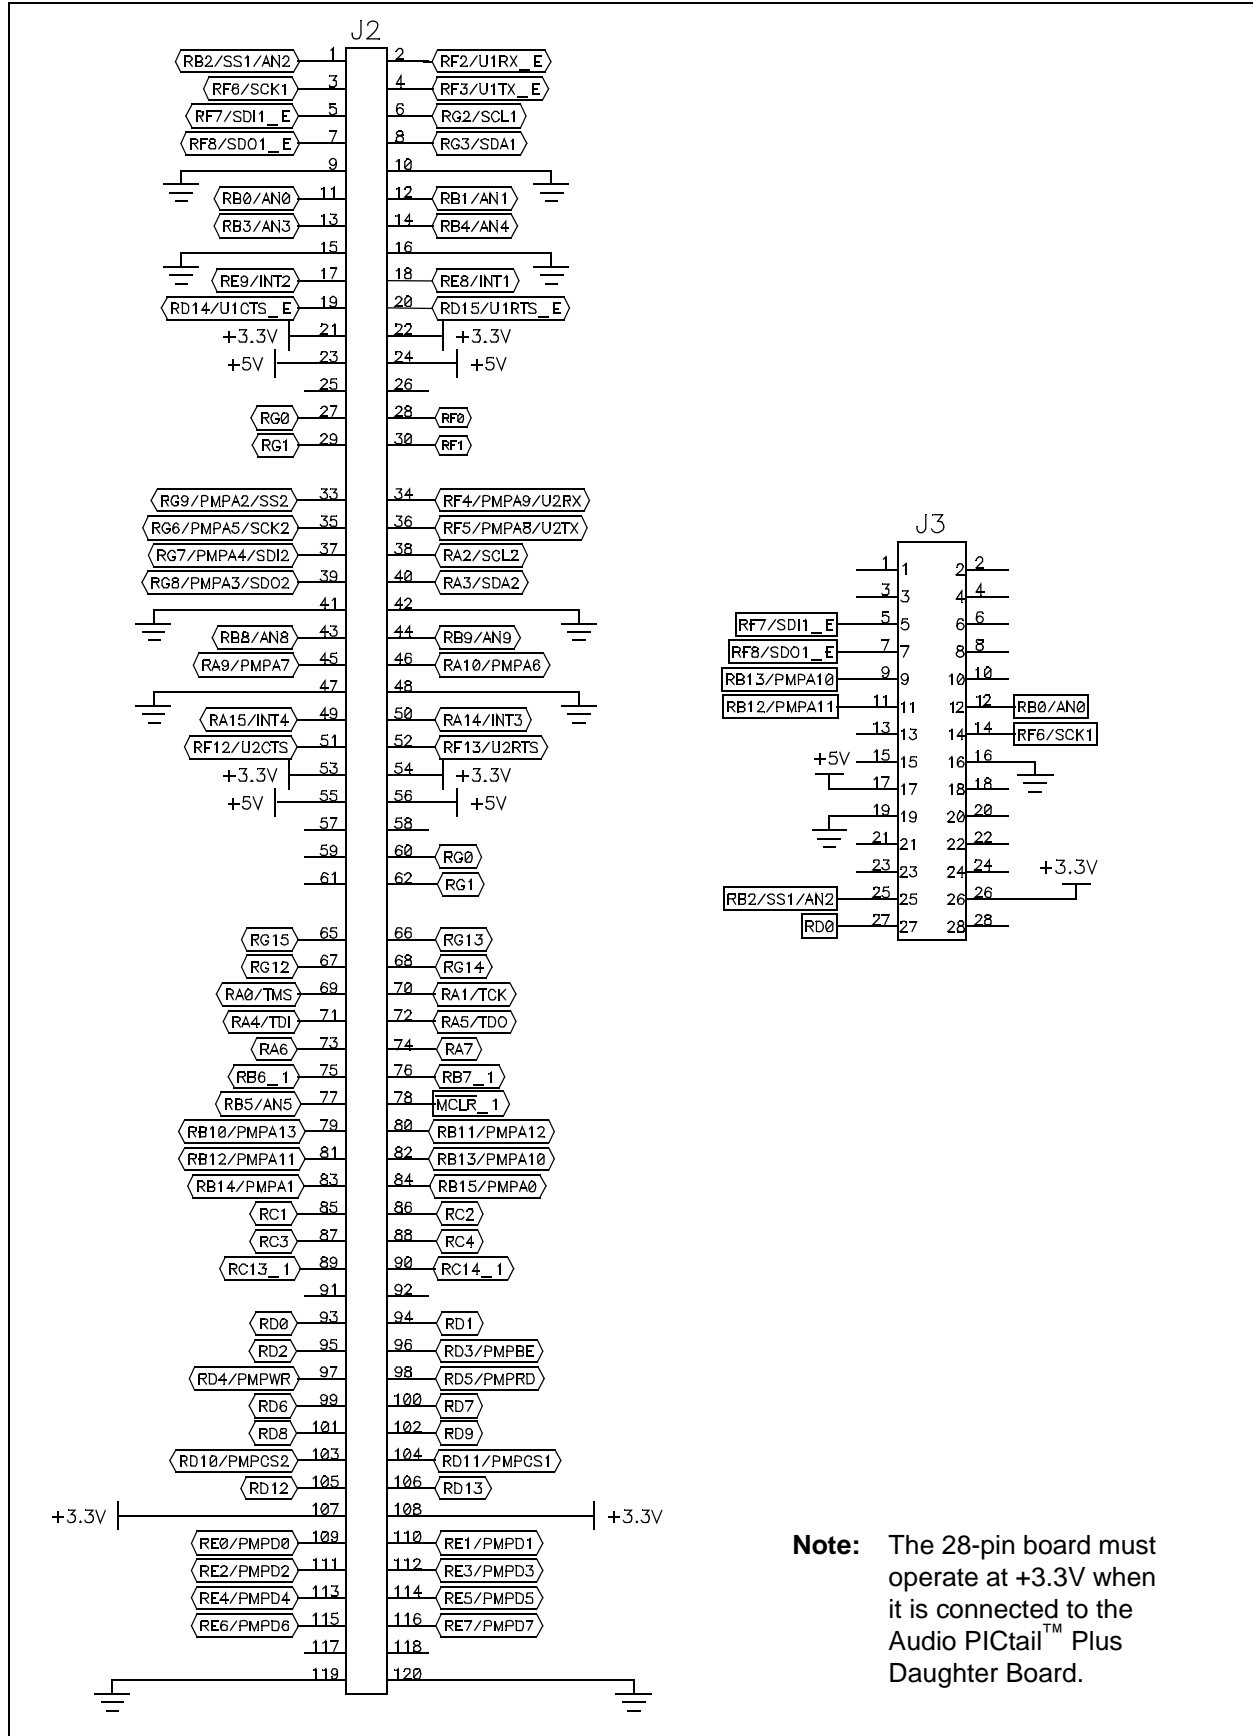 J2
RB2/SS1/AN2 1 2 RF2/U1RX_E
RF6/SCK1 3 4 RF3/U1TX_E
RF7/SDI1_E 5 6 RG2/SCL1
RF8/SDO1_E 7 8 RG3/SDA1
9 10
RB0/AN0 11 12 RB1/AN1
RB3/AN3 13 14 RB4/AN4
15 16
RE9/INT2 17 18 RE8/INT1
RD14/U1CTS_E 19 20 RD15/U1RTS_E
+3.3V 21 22 +3.3V
+5V 23 24 +5V
25 26
RG0 27 28 RF0
RG1 29 30 RF1
RG9/PMPA2/SS2 33 34 RF4/PMPA9/U2RX
RG6/PMPA5/SCK2 35 36 RF5/PMPA8/U2TX
RG7/PMPA4/SDI2 37 38 RA2/SCL2
RG8/PMPA3/SDO2 39 40 RA3/SDA2
41 42
RB8/AN8 43 44 RB9/AN9
RA9/PMPA7 45 46 RA10/PMPA6
47 48
RA15/INT4 49 50 RA14/INT3
RF12/U2CTS 51 52 RF13/U2RTS
+3.3V 53 54 +3.3V
+5V 55 56 +5V
57 58
59 60 RG0
61 62 RG1
RG15 65 66 RG13
RG12 67 68 RG14
RA0/TMS 69 70 RA1/TCK
RA4/TDI 71 72 RA5/TDO
RA6 73 74 RA7
RB6_1 75 76 RB7_1
RB5/AN5 77 78 MCLR_1
RB10/PMPA13 79 80 RB11/PMPA12
RB12/PMPA11 81 82 RB13/PMPA10
RB14/PMPA1 83 84 RB15/PMPA0
RC1 85 86 RC2
RC3 87 88 RC4
RC13_1 89 90 RC14_1
91 92
RD0 93 94 RD1
RD2 95 96 RD3/PMPBE
RD4/PMPWR 97 98 RD5/PMPRD
RD6 99 100 RD7
RD8 101 102 RD9
RD10/PMPCS2 103 104 RD11/PMPCS1
RD12 105 106 RD13
+3.3V 107 108 +3.3V
RE0/PMPD0 109 110 RE1/PMPD1
RE2/PMPD2 111 112 RE3/PMPD3
RE4/PMPD4 113 114 RE5/PMPD5
RE6/PMPD6 115 116 RE7/PMPD7
117 118
119 120
J3
1 1 2 2
3 3 4 4
RF7/SDI1_E 5 5 6 6
RF8/SDO1_E 7 7 8 8
RB13/PMPA10 9 9 10 10
RB12/PMPA11 11 11 12 12 RB0/AN0
13 13 14 14 RF6/SCK1
+5V 15 15 16 16
17 17 18 18
19 19 20 20
21 21 22 22
23 23 24 24 +3.3V
RB2/SS1/AN2 25 25 26 26
RD0 27 27 28 28
Note: The 28-pin board must
operate at +3.3V when
it is connected to the
Audio PICtail™ Plus
Daughter Board.